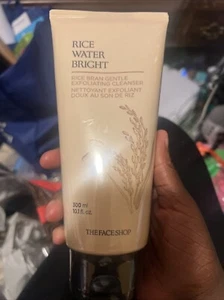 RICE
WATER
BRIGHT
RICE BRAN GENTLE
EXFOLIATING CLEANSER
NETTOYANT EXFOLIANT
DOUX AU SON DE RIZ
300 ml
THEFACESHOP